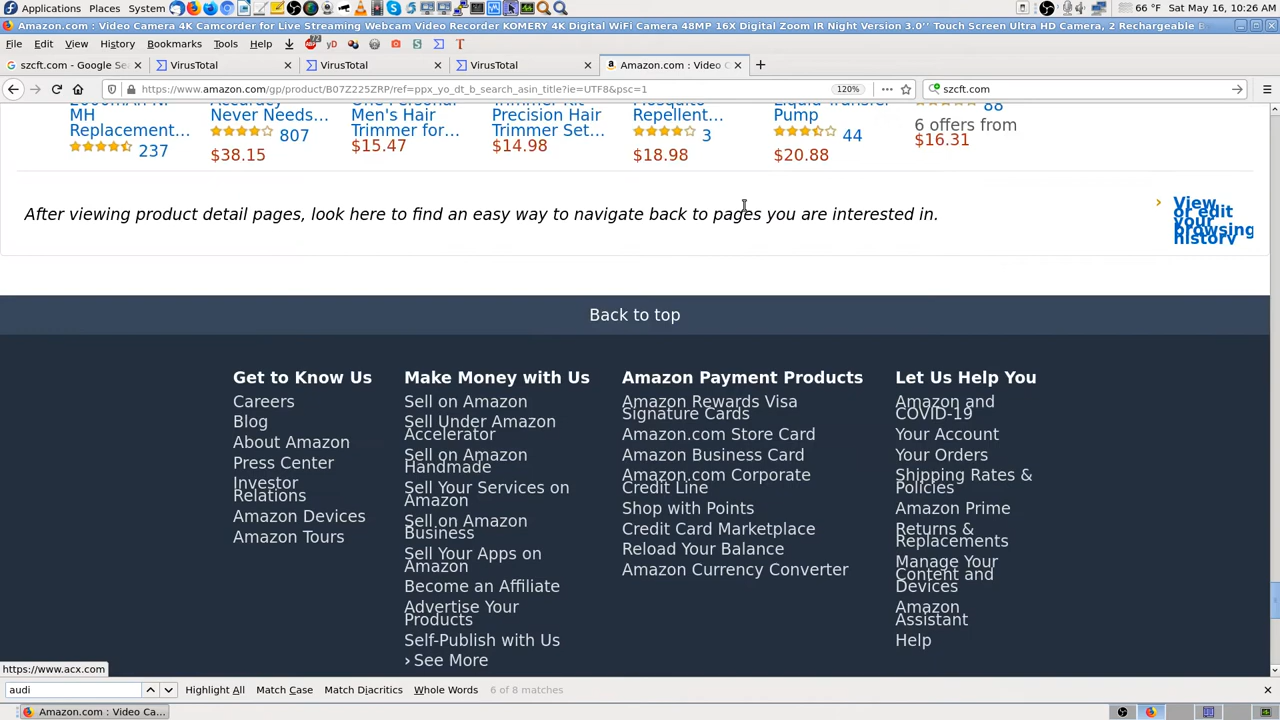 Applications Places System 66 °F Sat May 16, 10:26 AM
Amazon.com : Video Camera 4K Camcorder for Live Streaming Webcam Video Recorder KOMERY 4K Digital WiFi Camera 48MP 16X Digital Zoom IR Night Version 3.0'' Touch Screen Ultra HD Camera, 2 Rechargeable B
File Edit View History Bookmarks Tools Help
szcft.com - Google Se VirusTotal VirusTotal VirusTotal Amazon.com : Video C
https://www.amazon.com/gp/product/B07Z225ZRP/ref=ppx_yo_dt_b_search_asin_title?ie=UTF8&psc=1 120% szcft.com
MH Replacement... 237
Never Needs... 807 $38.15
Men's Hair Trimmer for... $15.47
Precision Hair Trimmer Set... $14.98
Repellent... 3 $18.98
Liquid Transfer Pump 44 $20.88
88 6 offers from $16.31
After viewing product detail pages, look here to find an easy way to navigate back to pages you are interested in.
View
or edit
your
browsing
history
Back to top
Get to Know Us
Careers
Blog
About Amazon
Press Center
Investor
Relations
Amazon Devices
Amazon Tours
Make Money with Us
Sell on Amazon
Sell Under Amazon
Accelerator
Sell on Amazon
Handmade
Sell Your Services on
Amazon
Sell on Amazon
Business
Sell Your Apps on
Amazon
Become an Affiliate
Advertise Your
Products
Self-Publish with Us
› See More
Amazon Payment Products
Amazon Rewards Visa
Signature Cards
Amazon.com Store Card
Amazon Business Card
Amazon.com Corporate
Credit Line
Shop with Points
Credit Card Marketplace
Reload Your Balance
Amazon Currency Converter
Let Us Help You
Amazon and
COVID-19
Your Account
Your Orders
Shipping Rates &
Policies
Amazon Prime
Returns &
Replacements
Manage Your
Content and
Devices
Amazon
Assistant
Help
https://www.acx.com
audi Highlight All Match Case Match Diacritics Whole Words 6 of 8 matches
Amazon.com : Video Ca...